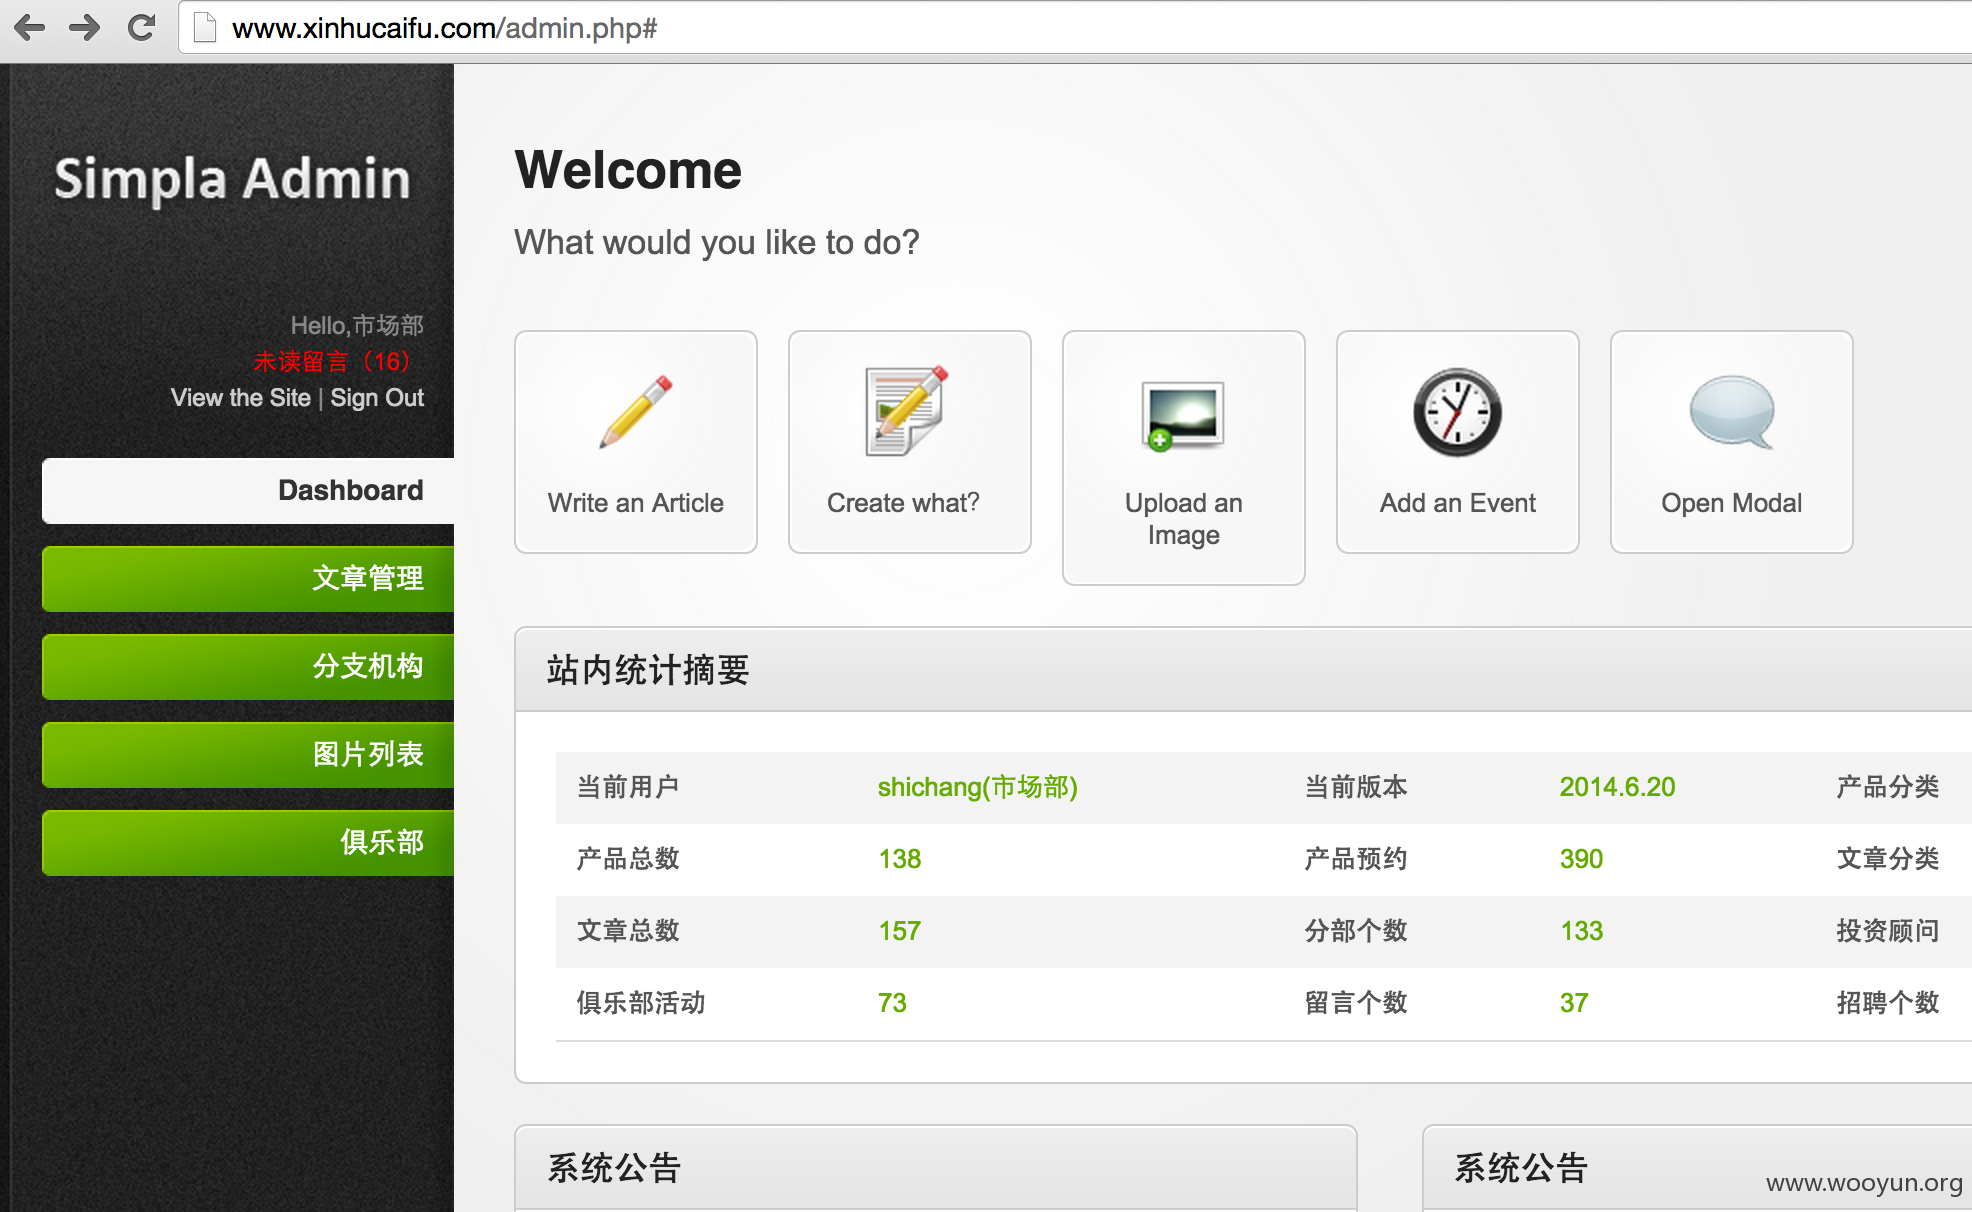 www.xinhucaifu.com/admin.php#
Simpla Admin
Hello,市场部
未读留言（16）
View the Site | Sign Out
Dashboard
文章管理
分支机构
图片列表
俱乐部
Welcome
What would you like to do?
Write an Article
Create what?
Upload an
Image
Add an Event
Open Modal
站内统计摘要
当前用户 shichang(市场部) 当前版本 2014.6.20 产品分类
产品总数 138 产品预约 390 文章分类
文章总数 157 分部个数 133 投资顾问
俱乐部活动 73 留言个数 37 招聘个数
系统公告
系统公告
www.wooyun.org